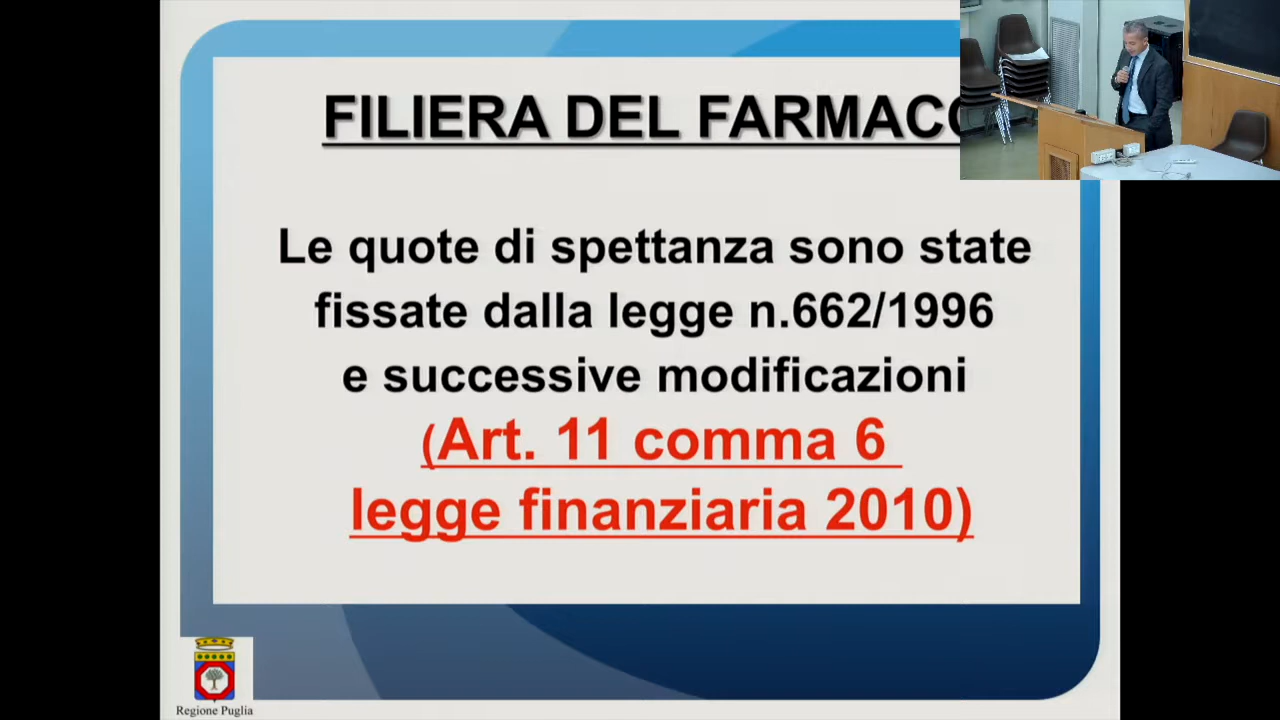 FILIERA DEL FARMACO
Le quote di spettanza sono state
fissate dalla legge n.662/1996
e successive modificazioni
(Art. 11 comma 6
legge finanziaria 2010)
Regione Puglia